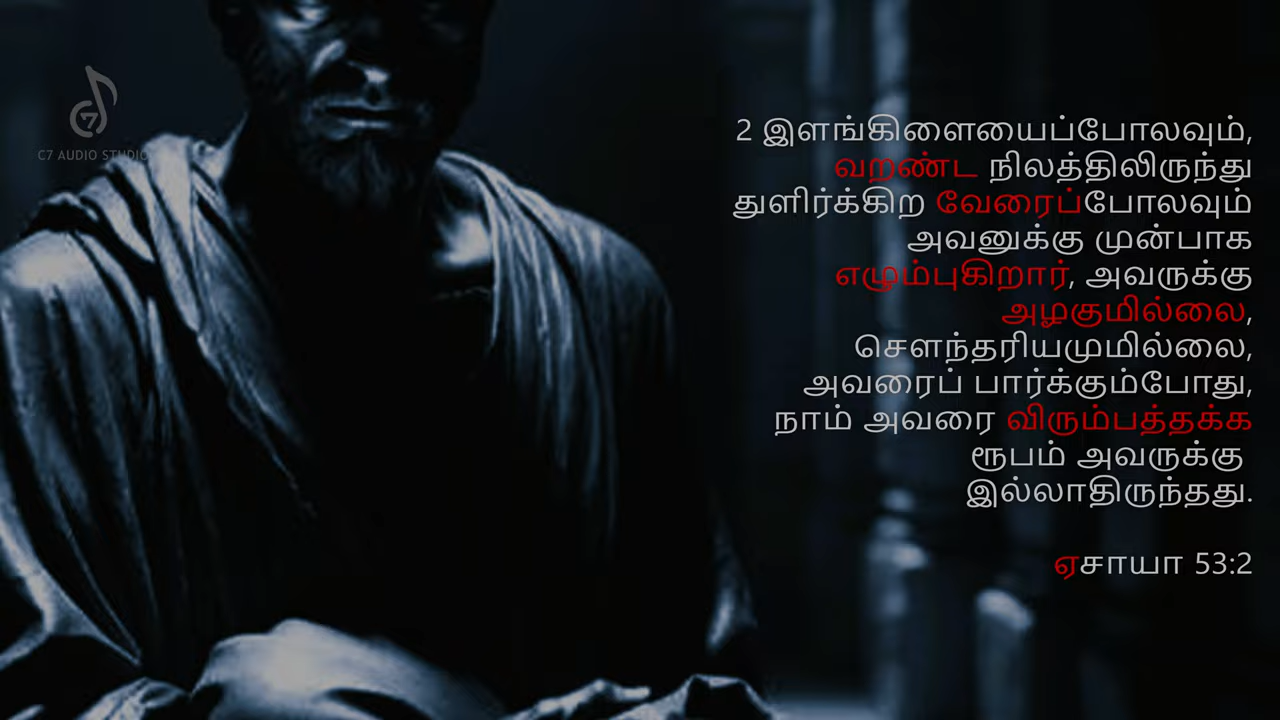 C7 AUDIO STUDIO
2 இளங்கிளையைப்போலவும்,
வறண்ட நிலத்திலிருந்து
துளிர்க்கிற வேரைப்போலவும்
அவனுக்கு முன்பாக
எழும்புகிறார், அவருக்கு
அழகுமில்லை,
சௌந்தரியமுமில்லை,
அவரைப் பார்க்கும்போது,
நாம் அவரை விரும்பத்தக்க
ரூபம் அவருக்கு
இல்லாதிருந்தது.
ஏசாயா 53:2